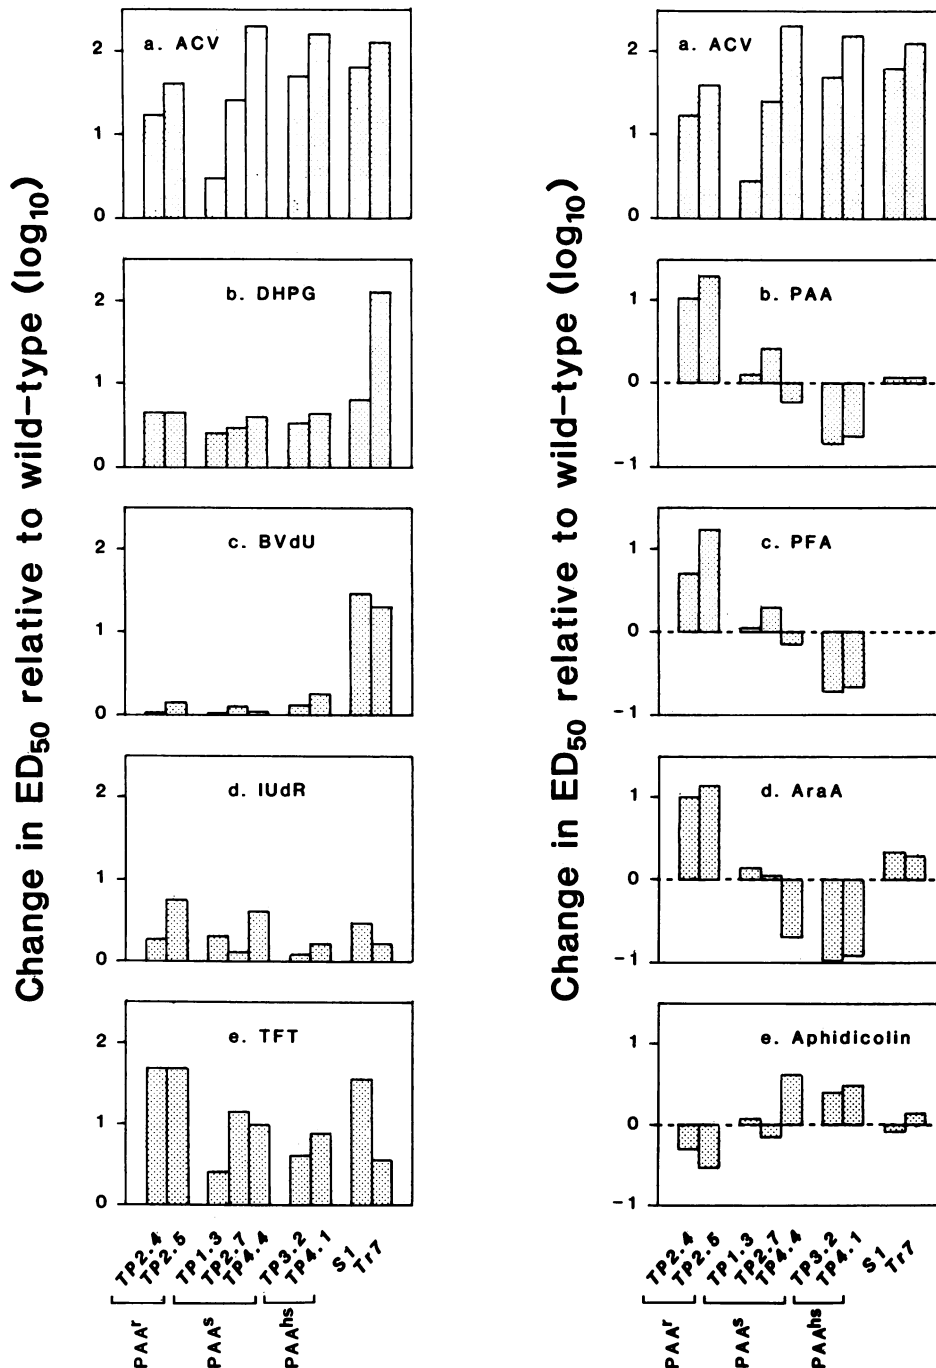 Change in ED50 relative to wild-type (log10)
a. ACV
2
1
0
b. DHPG
2
1
0
c. BVdU
2
1
0
d. IUdR
2
1
0
e. TFT
2
1
0
TP2.4
TP2.5
TP1.3
TP2.7
TP4.4
TP3.2
TP4.1
S1
Tr7
PAAr
PAAs
PAAhs
Change in ED50 relative to wild-type (log10)
a. ACV
2
1
0
b. PAA
1
0
-1
c. PFA
1
0
-1
d. AraA
1
0
-1
e. Aphidicolin
1
0
-1
TP2.4
TP2.5
TP1.3
TP2.7
TP4.4
TP3.2
TP4.1
S1
Tr7
PAAr
PAAs
PAAhs